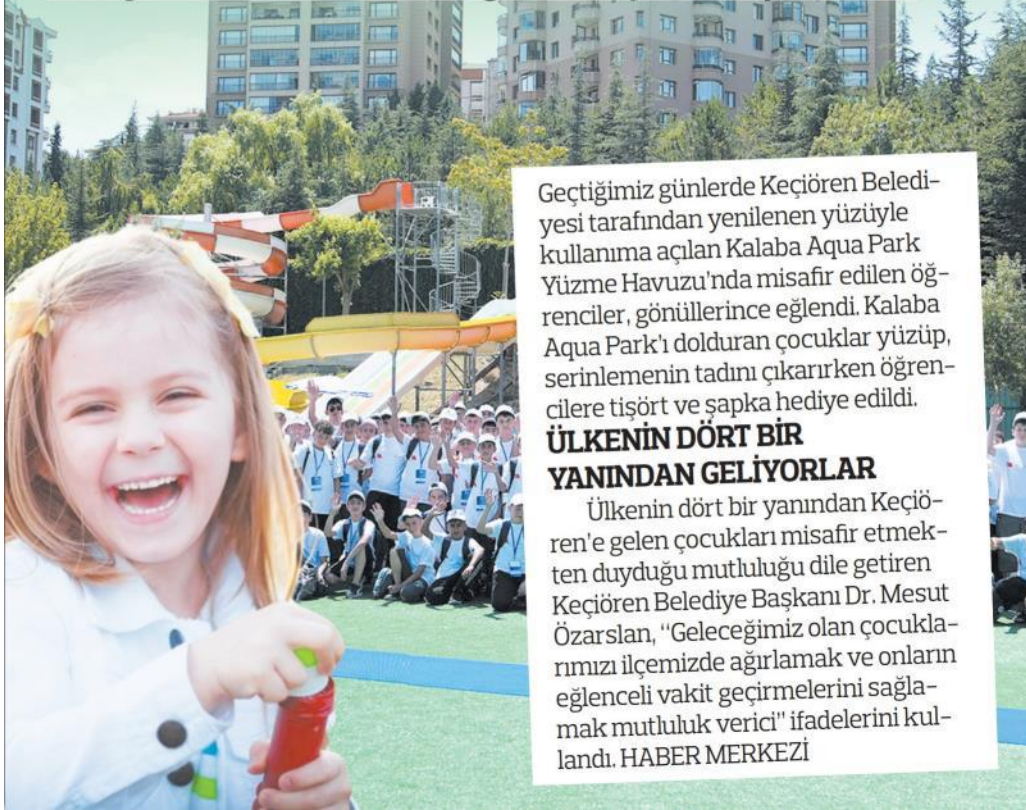 Geçtiğimiz günlerde Keçiören Beledi-
yesi tarafından yenilenen yüzüyle
kullanıma açılan Kalaba Aqua Park
Yüzme Havuzu'nda misafir edilen öğ-
renciler, gönüllerince eğlendi. Kalaba
Aqua Park'ı dolduran çocuklar yüzüp,
serinlemenin tadını çıkarırken öğren-
cilere tişört ve şapka hediye edildi.
ÜLKENİN DÖRT BİR
YANINDAN GELİYORLAR
Ülkenin dört bir yanından Keçiö-
ren'e gelen çocukları misafir etmek-
ten duyduğu mutluluğu dile getiren
Keçiören Belediye Başkanı Dr. Mesut
Özarslan, “Geleceğimiz olan çocukla-
rımızı ilçemizde ağırlamak ve onların
eğlenceli vakit geçirmelerini sağla-
mak mutluluk verici” ifadelerini kul-
landı. HABER MERKEZİ